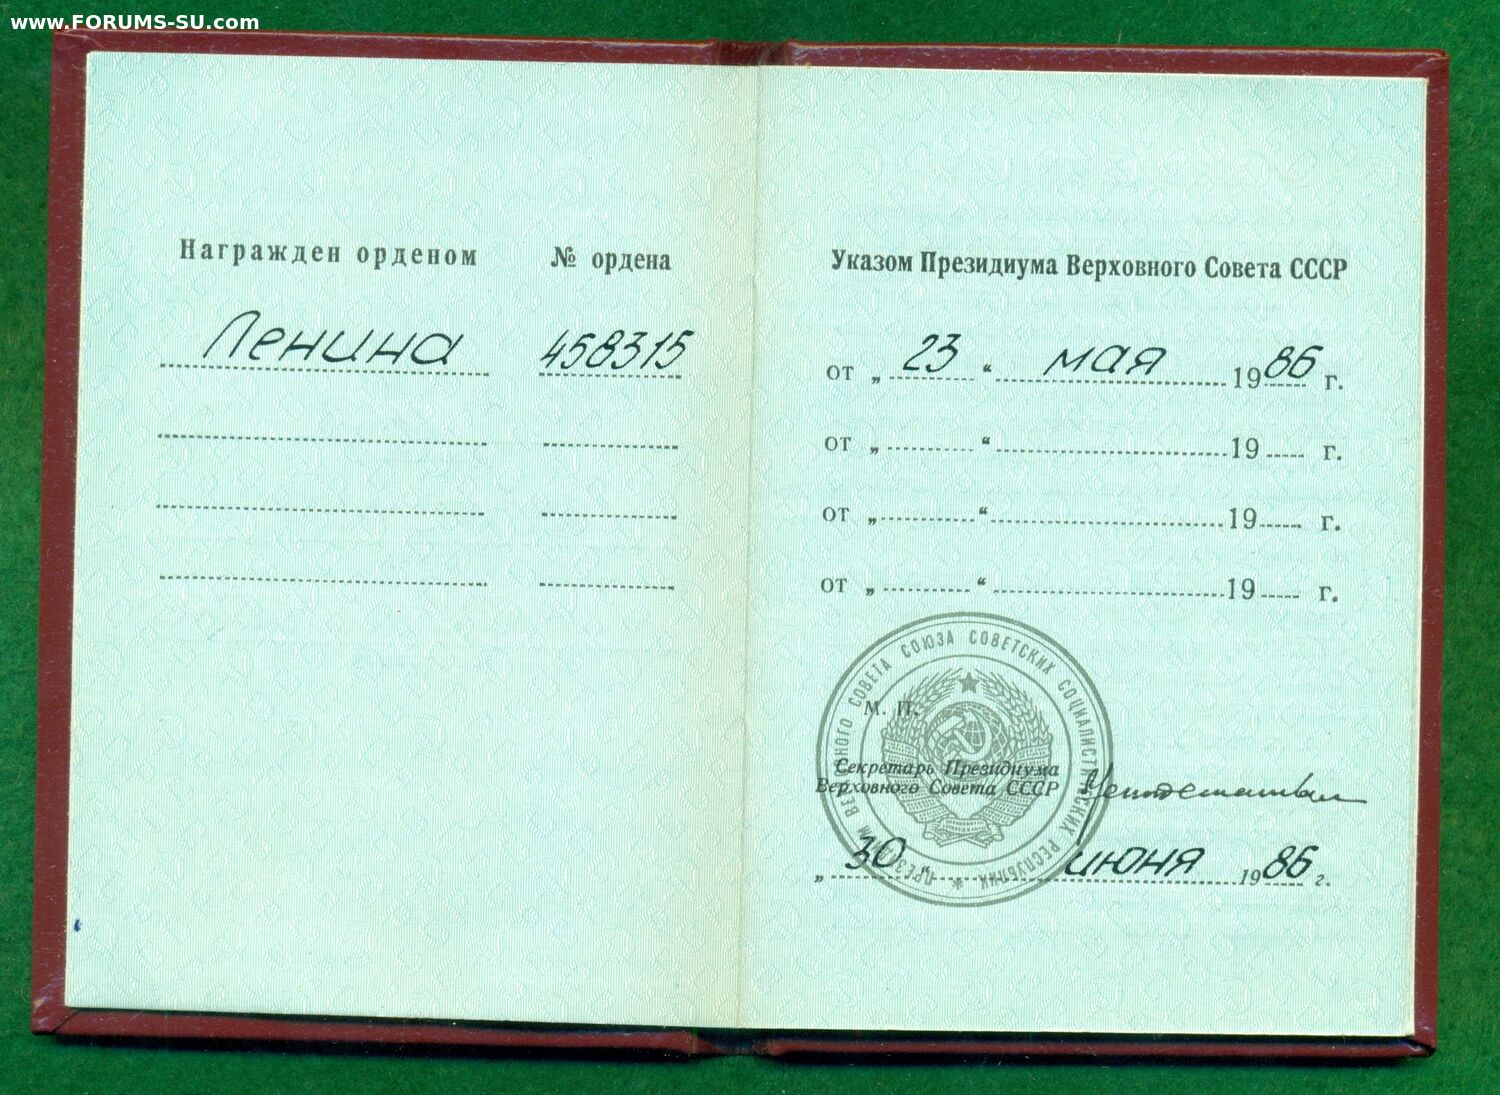 www.FORUMS-SU.com
Награжден орденом
№ ордена
Ленина
458315
Указом Президиума Верховного Совета СССР
от „ 23 “ мая 1986 г.
от „ “ 19 г.
от „ “ 19 г.
от „ “ 19 г.
ПРЕЗИДИУМ ВЕРХОВНОГО СОВЕТА СОЮЗА СОВЕТСКИХ СОЦИАЛИСТИЧЕСКИХ РЕСПУБЛИК
М. П.
Секретарь Президиума
Верховного Совета СССР
„ 30 “ июня 1986 г.